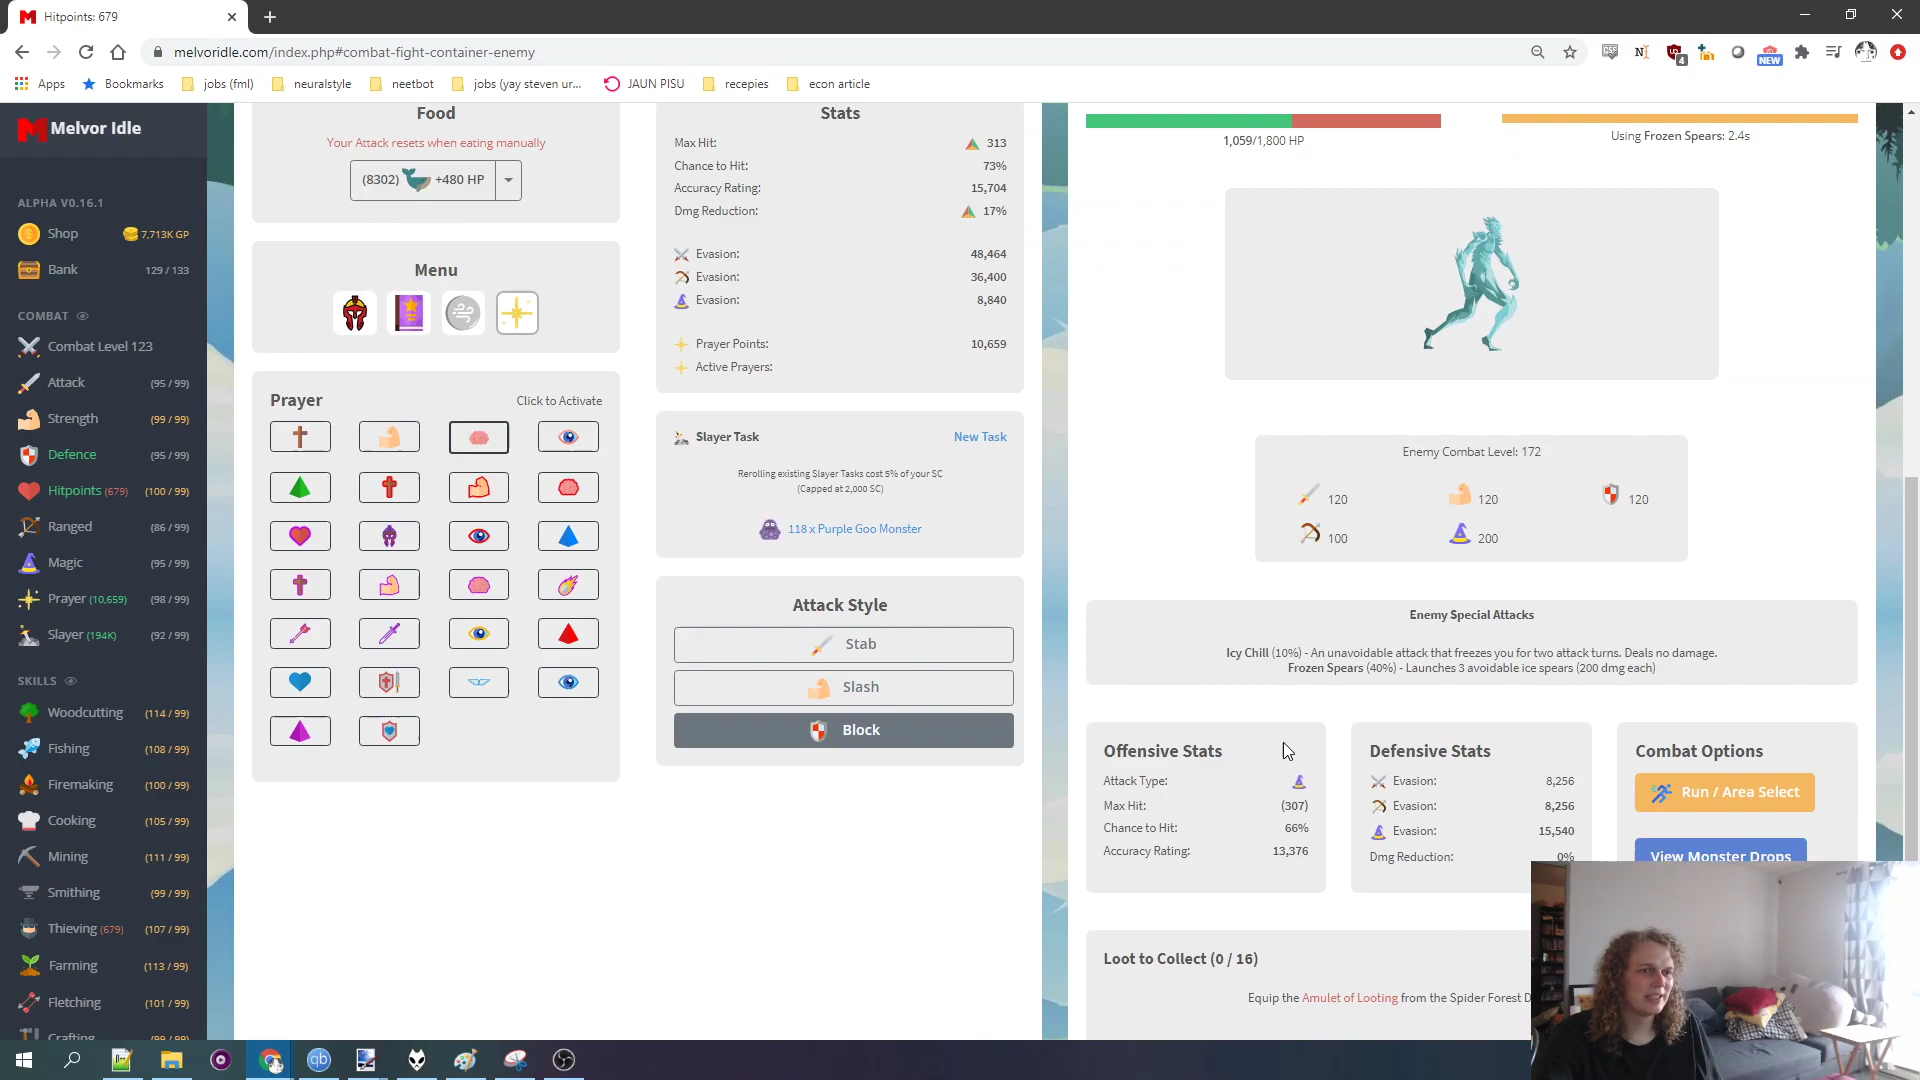 Hitpoints: 679
melvoridle.com/index.php#combat-fight-container-enemy
4
NEW
Apps
Bookmarks
jobs (fml)
neuralstyle
neetbot
jobs (yay steven ur...
JAUN PISU
recepies
econ article
Melvor Idle
ALPHA V0.16.1
Shop
7,713K GP
Bank
129 / 133
COMBAT
Combat Level 123
Attack
(95 / 99)
Strength
(99 / 99)
Defence
(95 / 99)
Hitpoints (679)
(100 / 99)
Ranged
(86 / 99)
Magic
(95 / 99)
Prayer (10,659)
(98 / 99)
Slayer (194K)
(92 / 99)
SKILLS
Woodcutting
(114 / 99)
Fishing
(108 / 99)
Firemaking
(100 / 99)
Cooking
(105 / 99)
Mining
(111 / 99)
Smithing
(99 / 99)
Thieving (679)
(107 / 99)
Farming
(113 / 99)
Fletching
(101 / 99)
Crafting
(99 / 99)
Food
Your Attack resets when eating manually
(8302) +480 HP
Menu
Prayer
Click to Activate
Stats
Max Hit:
313
Chance to Hit:
73%
Accuracy Rating:
15,704
Dmg Reduction:
17%
Evasion:
48,464
Evasion:
36,400
Evasion:
8,840
Prayer Points:
10,659
Active Prayers:
Slayer Task
New Task
Rerolling existing Slayer Tasks cost 5% of your SC
(Capped at 2,000 SC)
118 x Purple Goo Monster
Attack Style
Stab
Slash
Block
1,059/1,800 HP
Using Frozen Spears: 2.4s
Enemy Combat Level: 172
120
120
120
100
200
Enemy Special Attacks
Icy Chill (10%) - An unavoidable attack that freezes you for two attack turns. Deals no damage.
Frozen Spears (40%) - Launches 3 avoidable ice spears (200 dmg each)
Offensive Stats
Attack Type:
Max Hit:
(307)
Chance to Hit:
66%
Accuracy Rating:
13,376
Defensive Stats
Evasion:
8,256
Evasion:
8,256
Evasion:
15,540
Dmg Reduction:
0%
Combat Options
Run / Area Select
View Monster Drops
Loot to Collect (0 / 16)
Equip the Amulet of Looting from the Spider Forest D
qb